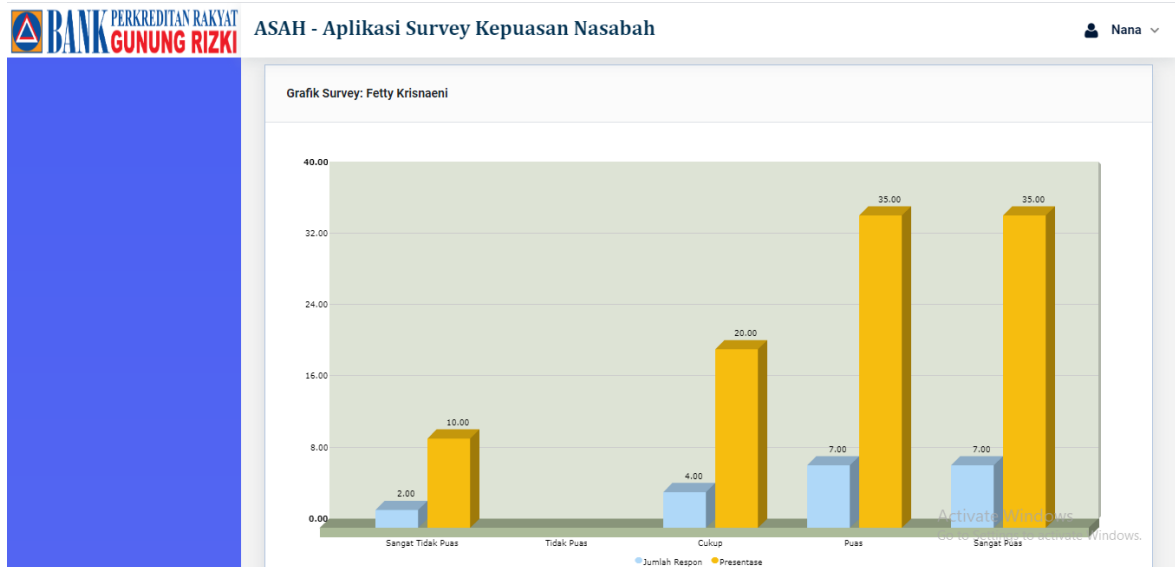 BANK PERKREDITAN RAKYAT
GUNUNG RIZKI
ASAH - Aplikasi Survey Kepuasan Nasabah
Nana
Grafik Survey: Fetty Krisnaeni
40.00
35.00 35.00
32.00
24.00
20.00
16.00
10.00
8.00
7.00 7.00
4.00
2.00
0.00
Activate Windows
Go to Settings to activate Windows.
Sangat Tidak Puas Tidak Puas Cukup Puas Sangat Puas
Jumlah Respon Presentase